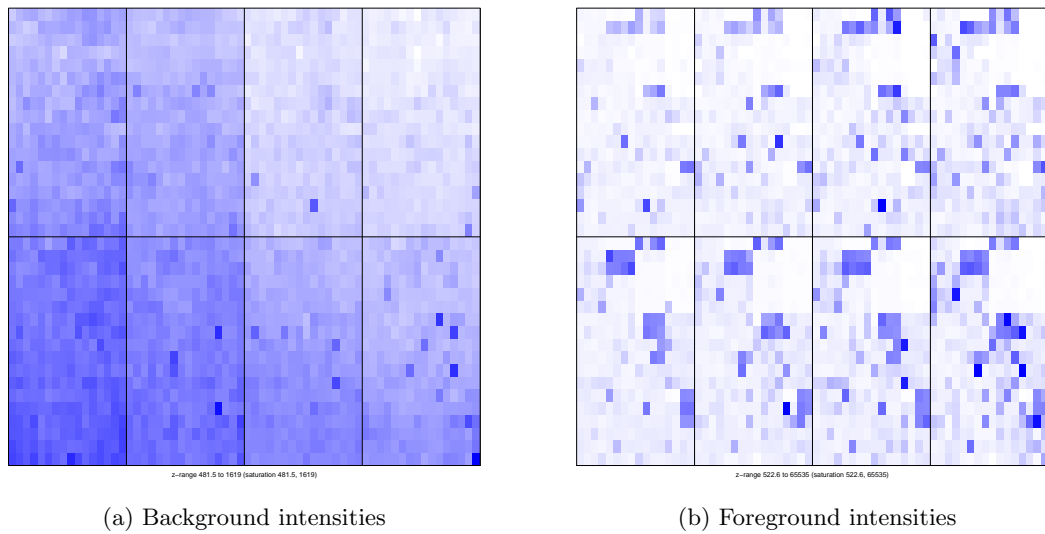 z−range 481.5 to 1619 (saturation 481.5, 1619)
z−range 522.6 to 65535 (saturation 522.6, 65535)
(a) Background intensities
(b) Foreground intensities